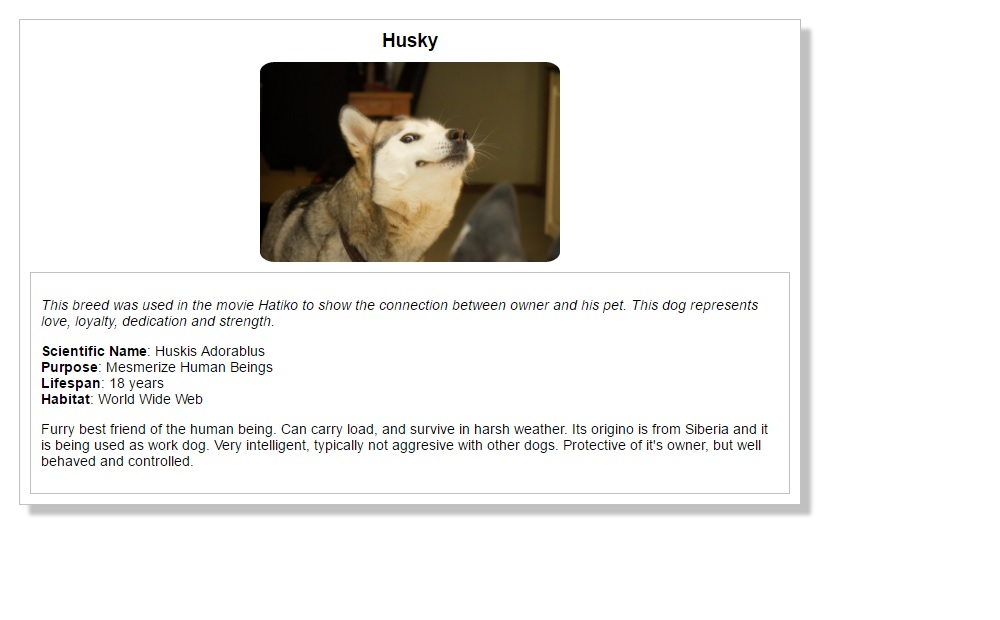 Husky
This breed was used in the movie Hatiko to show the connection between owner and his pet. This dog represents
love, loyalty, dedication and strength.
Scientific Name: Huskis Adorablus
Purpose: Mesmerize Human Beings
Lifespan: 18 years
Habitat: World Wide Web
Furry best friend of the human being. Can carry load, and survive in harsh weather. Its origino is from Siberia and it
is being used as work dog. Very intelligent, typically not aggresive with other dogs. Protective of it's owner, but well
behaved and controlled.